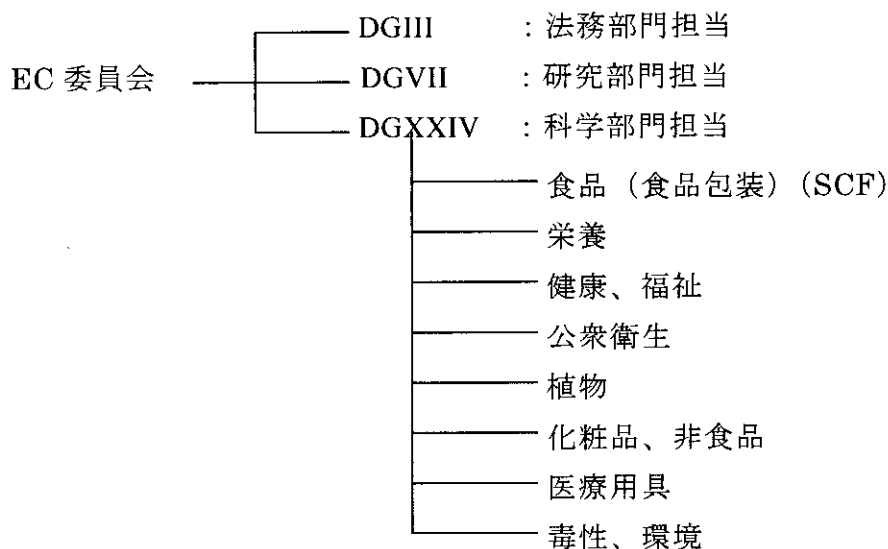 DGIII : 法務部門担当
EC 委員会 DGVII : 研究部門担当
DGXXIV : 科学部門担当
食品（食品包装）(SCF)
栄養
健康、福祉
公衆衛生
植物
化粧品、非食品
医療用具
毒性、環境